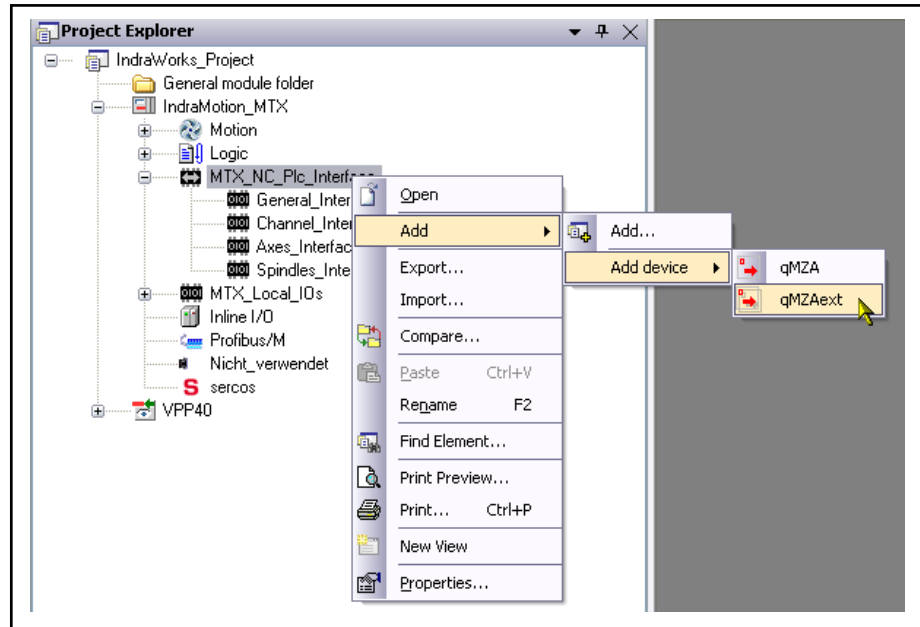 Project Explorer
IndraWorks_Project
General module folder
IndraMotion_MTX
Motion
Logic
MTX_NC_Plc_Interface
General_Inter
Channel_Inter
Axes_Interfac
Spindles_Inte
MTX_Local_IOs
Inline I/O
Profibus/M
Nicht_verwendet
S sercos
VPP40
Open
Add
Export...
Import...
Compare...
Paste Ctrl+V
Rename F2
Find Element...
Print Preview...
Print... Ctrl+P
New View
Properties...
Add...
Add device
qMZA
qMZAext